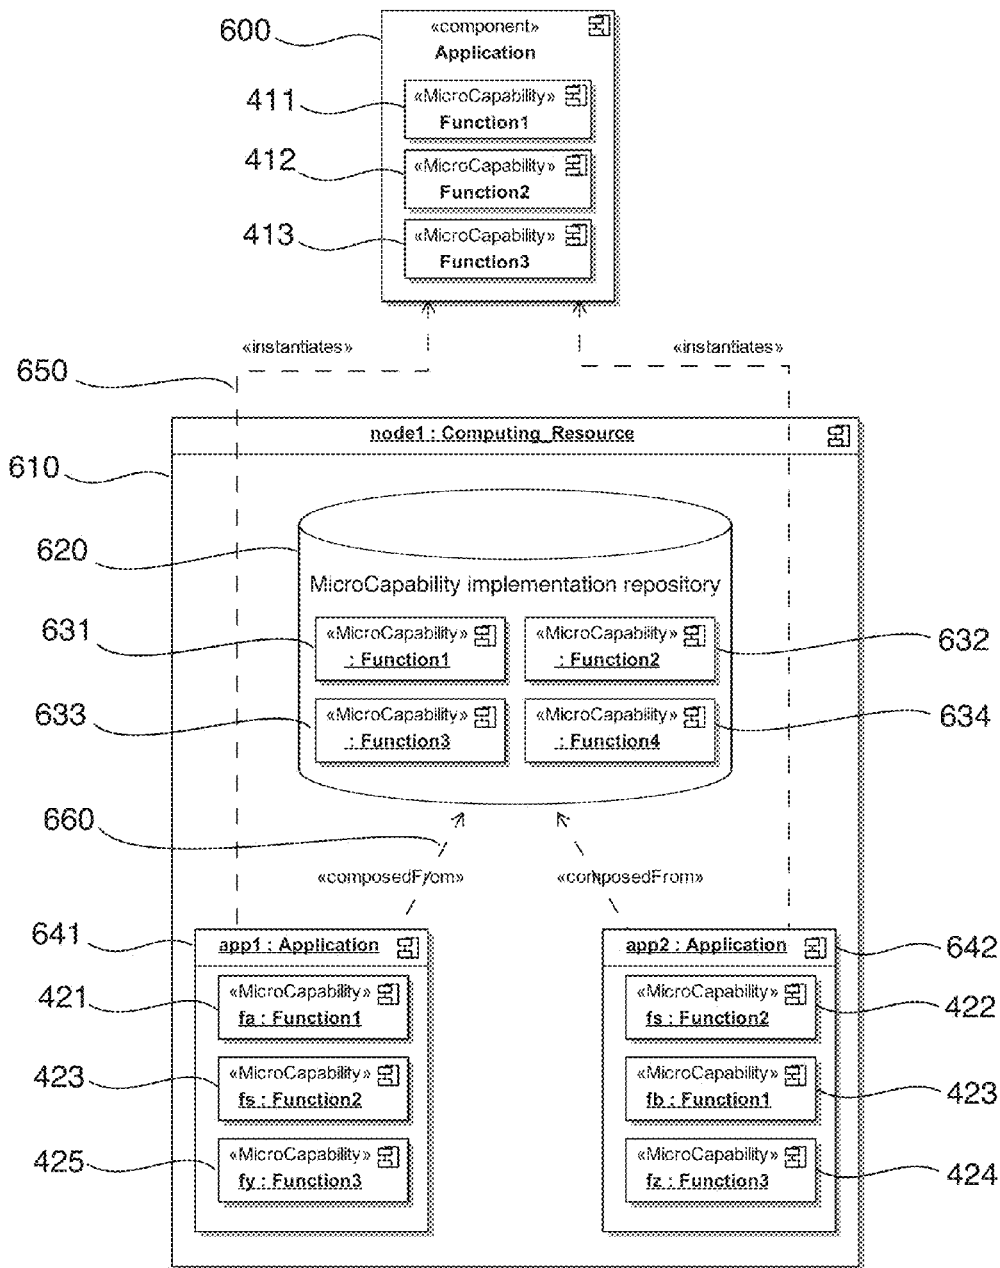 600
«component»
Application
411
«MicroCapability»
Function1
412
«MicroCapability»
Function2
413
«MicroCapability»
Function3
«instantiates»
«instantiates»
650
node1 : Computing_Resource
610
620
MicroCapability implementation repository
631
«MicroCapability»
: Function1
«MicroCapability»
: Function2
632
633
«MicroCapability»
: Function3
«MicroCapability»
: Function4
634
660
«composedFrom»
«composedFrom»
641
app1 : Application
app2 : Application
642
421
«MicroCapability»
fa : Function1
«MicroCapability»
fs : Function2
422
423
«MicroCapability»
fs : Function2
«MicroCapability»
fb : Function1
423
425
«MicroCapability»
fy : Function3
«MicroCapability»
fz : Function3
424